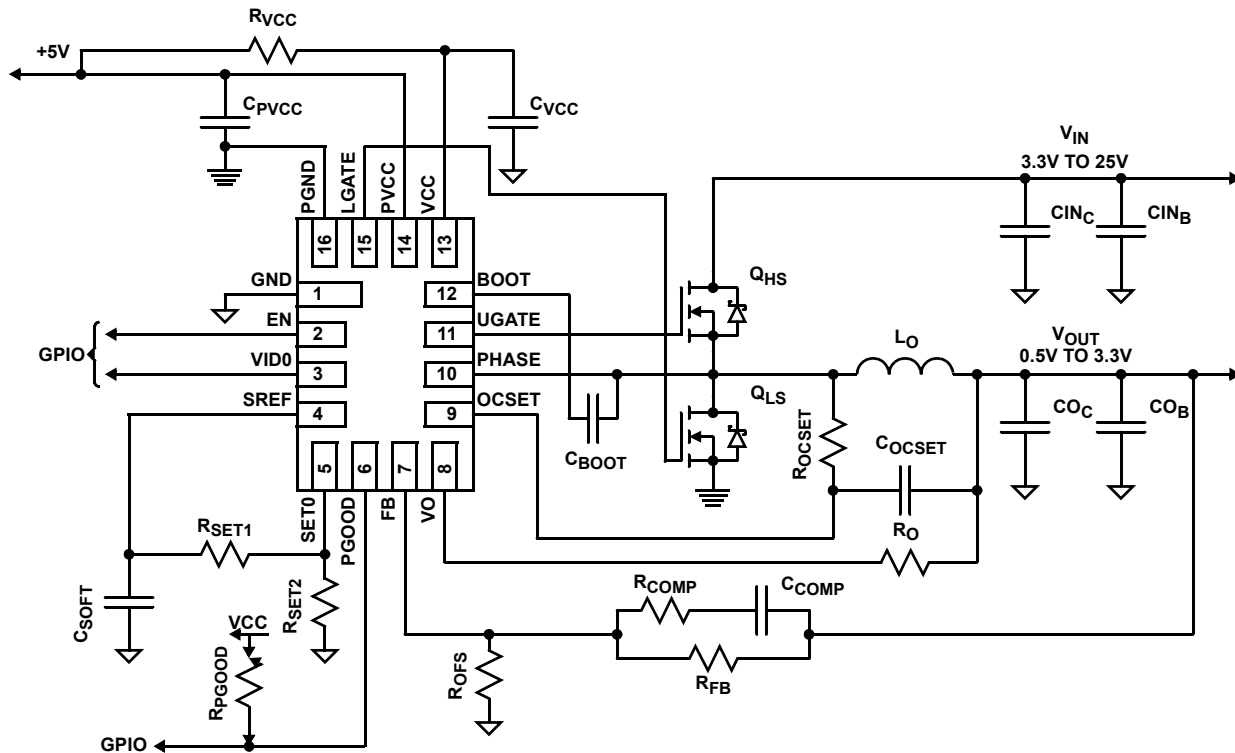 RVCC
+5V
CPVCC
CVCC
VIN
3.3V TO 25V
PGND
LGATE
PVCC
VCC
CINC
CINB
16
15
14
13
GND
1
12
BOOT
QHS
EN
2
11
UGATE
GPIO
VOUT
0.5V TO 3.3V
LO
VID0
3
10
PHASE
QLS
SREF
4
9
OCSET
COC
COB
CBOOT
ROCSET
COCSET
5
6
7
8
SET0
PGOOD
FB
VO
RSET1
RO
CSOFT
RSET2
RCOMP
CCOMP
VCC
RPGOOD
ROFS
RFB
GPIO